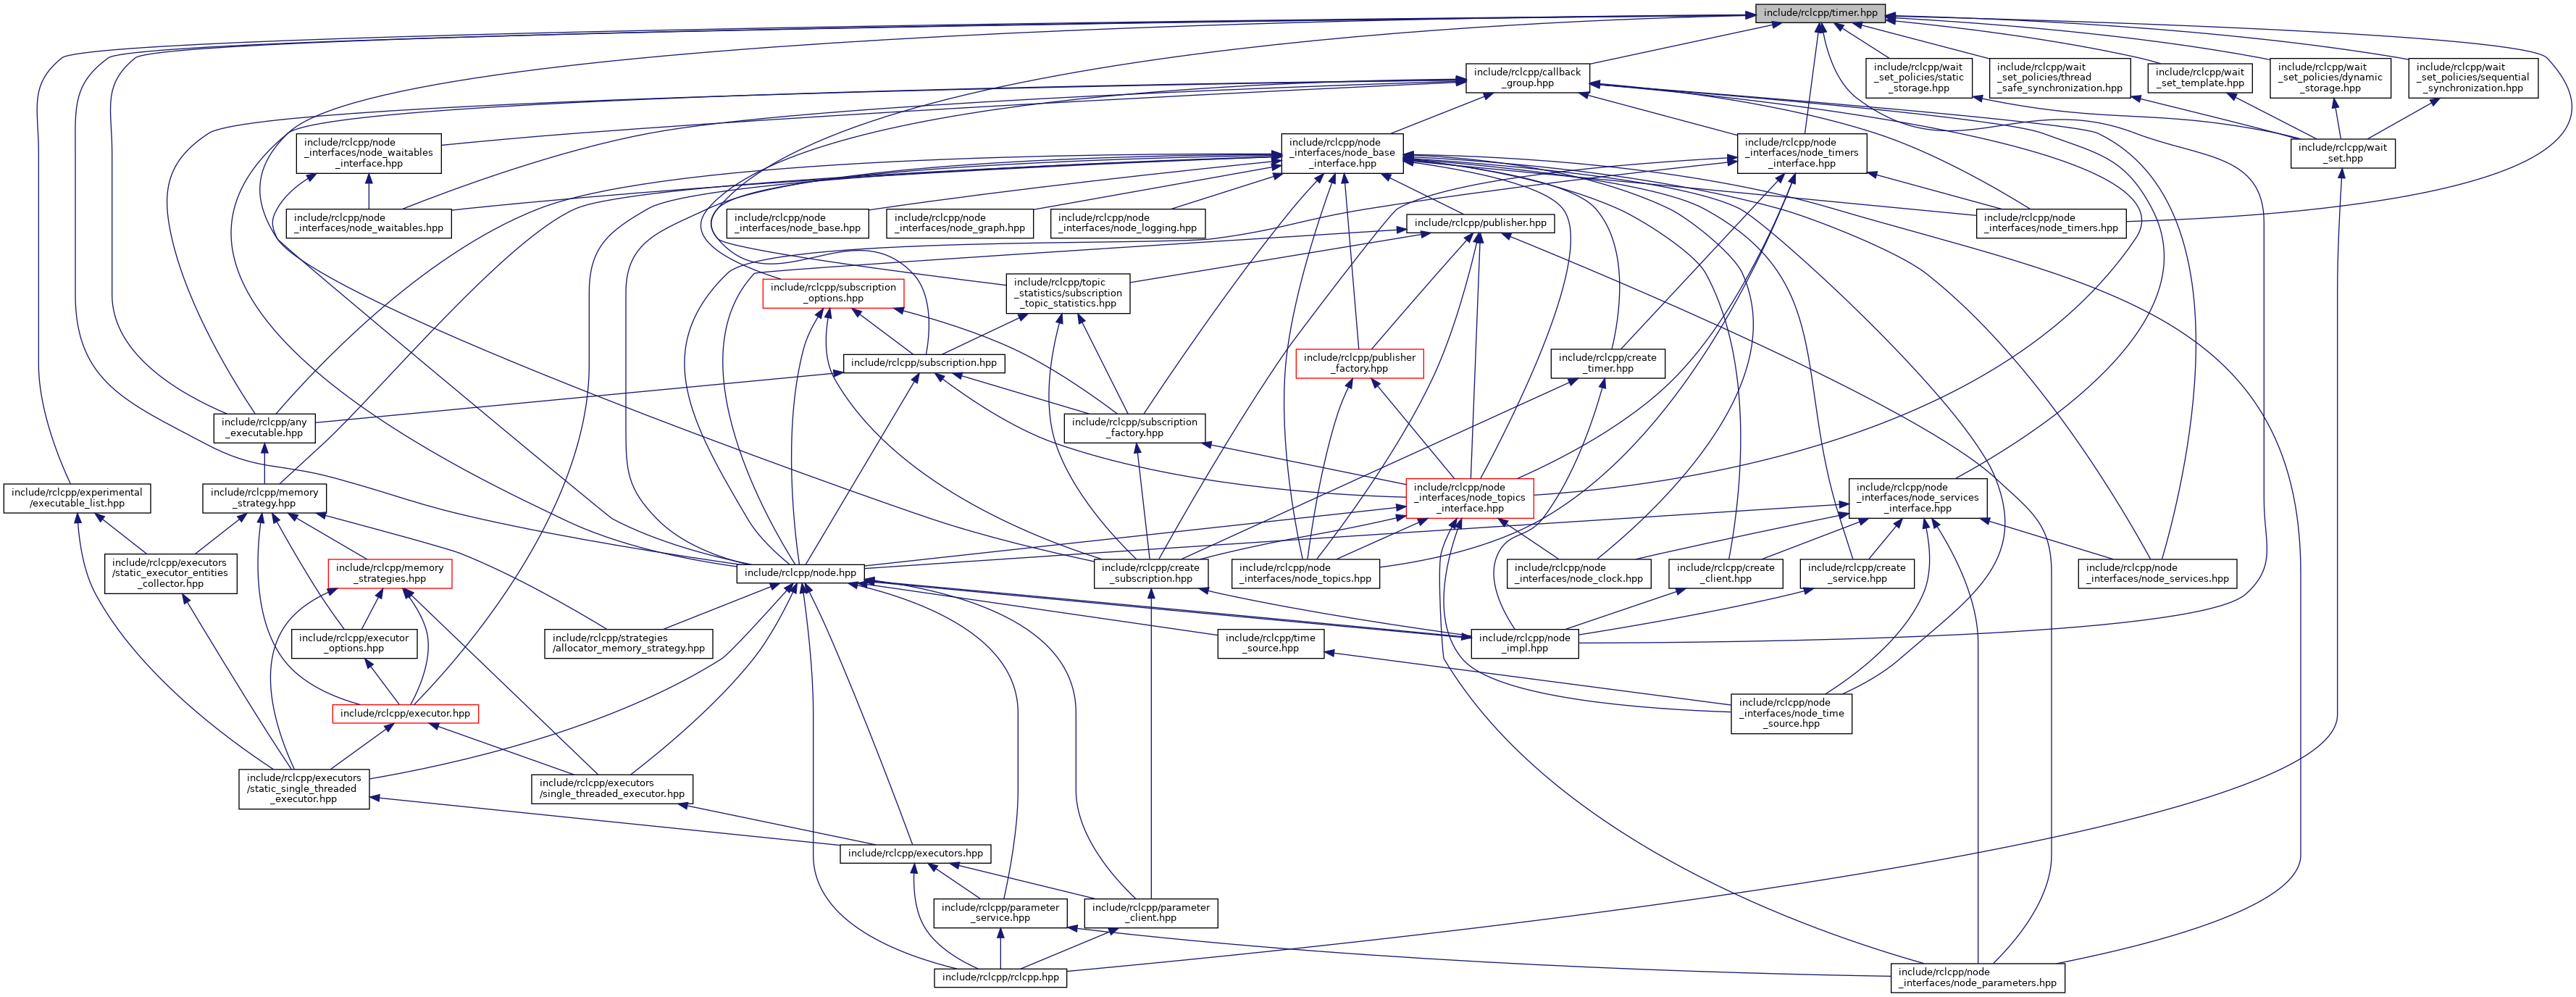 include/rclcpp/timer.hpp
include/rclcpp/callback
_group.hpp
include/rclcpp/wait
_set_policies/static
_storage.hpp
include/rclcpp/wait
_set_policies/thread
_safe_synchronization.hpp
include/rclcpp/wait
_set_template.hpp
include/rclcpp/wait
_set_policies/dynamic
_storage.hpp
include/rclcpp/wait
_set_policies/sequential
_synchronization.hpp
include/rclcpp/node
_interfaces/node_waitables
_interface.hpp
include/rclcpp/node
_interfaces/node_base
_interface.hpp
include/rclcpp/node
_interfaces/node_timers
_interface.hpp
include/rclcpp/wait
_set.hpp
include/rclcpp/node
_interfaces/node_waitables.hpp
include/rclcpp/node
_interfaces/node_base.hpp
include/rclcpp/node
_interfaces/node_graph.hpp
include/rclcpp/node
_interfaces/node_logging.hpp
include/rclcpp/publisher.hpp
include/rclcpp/node
_interfaces/node_timers.hpp
include/rclcpp/subscription
_options.hpp
include/rclcpp/topic
_statistics/subscription
_topic_statistics.hpp
include/rclcpp/subscription.hpp
include/rclcpp/publisher
_factory.hpp
include/rclcpp/create
_timer.hpp
include/rclcpp/any
_executable.hpp
include/rclcpp/subscription
_factory.hpp
include/rclcpp/experimental
/executable_list.hpp
include/rclcpp/memory
_strategy.hpp
include/rclcpp/node
_interfaces/node_topics
_interface.hpp
include/rclcpp/node
_interfaces/node_services
_interface.hpp
include/rclcpp/executors
/static_executor_entities
_collector.hpp
include/rclcpp/memory
_strategies.hpp
include/rclcpp/node.hpp
include/rclcpp/create
_subscription.hpp
include/rclcpp/node
_interfaces/node_topics.hpp
include/rclcpp/node
_interfaces/node_clock.hpp
include/rclcpp/create
_client.hpp
include/rclcpp/create
_service.hpp
include/rclcpp/node
_interfaces/node_services.hpp
include/rclcpp/executor
_options.hpp
include/rclcpp/strategies
/allocator_memory_strategy.hpp
include/rclcpp/time
_source.hpp
include/rclcpp/node
_impl.hpp
include/rclcpp/executor.hpp
include/rclcpp/node
_interfaces/node_time
_source.hpp
include/rclcpp/executors
/static_single_threaded
_executor.hpp
include/rclcpp/executors
/single_threaded_executor.hpp
include/rclcpp/executors.hpp
include/rclcpp/parameter
_service.hpp
include/rclcpp/parameter
_client.hpp
include/rclcpp/rclcpp.hpp
include/rclcpp/node
_interfaces/node_parameters.hpp